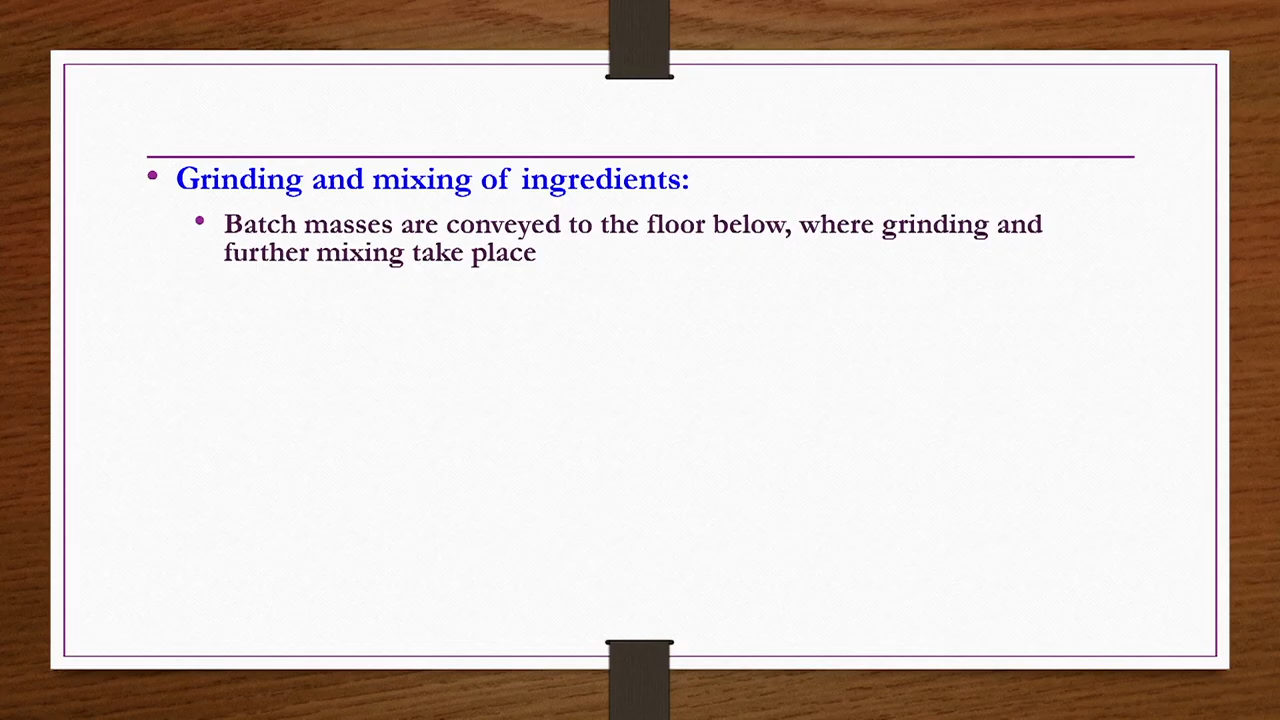 Grinding and mixing of ingredients:
Batch masses are conveyed to the floor below, where grinding and
further mixing take place